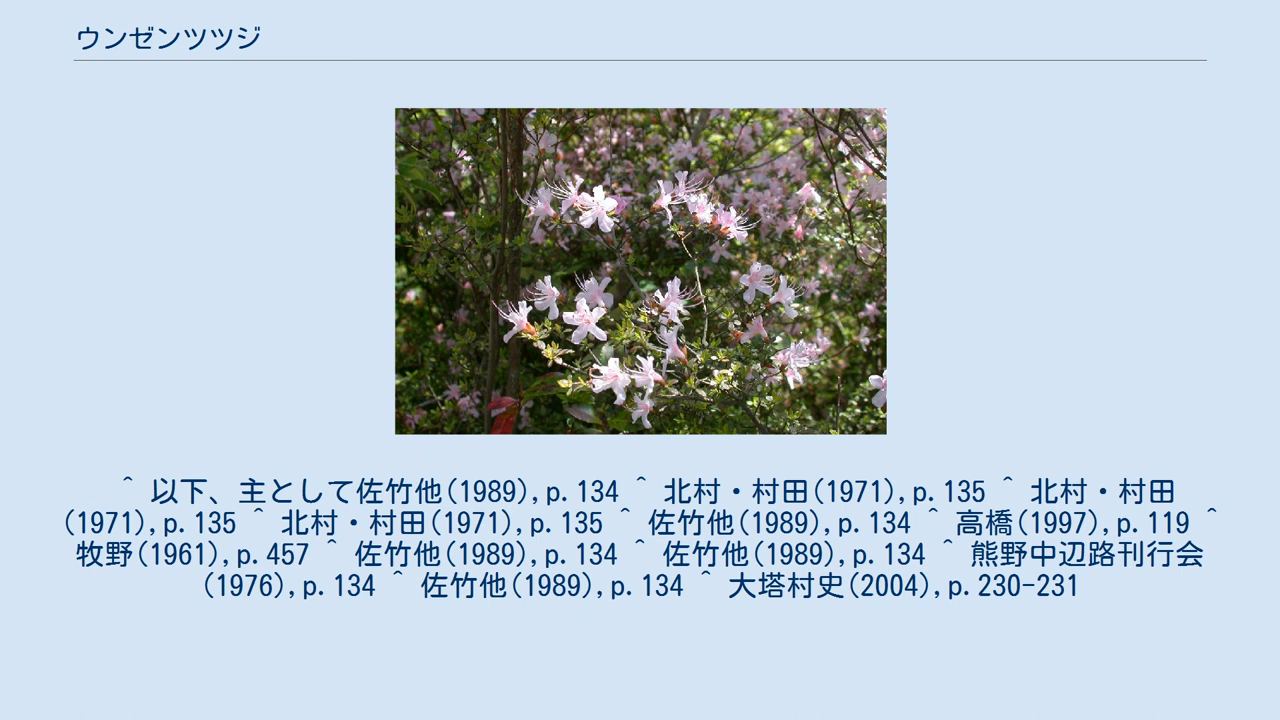 ウンゼンツツジ
^ 以下、主として佐竹他(1989),p.134 ^ 北村・村田(1971),p.135 ^ 北村・村田
(1971),p.135 ^ 北村・村田(1971),p.135 ^ 佐竹他(1989),p.134 ^ 高橋(1997),p.119 ^
牧野(1961),p.457 ^ 佐竹他(1989),p.134 ^ 佐竹他(1989),p.134 ^ 熊野中辺路刊行会
(1976),p.134 ^ 佐竹他(1989),p.134 ^ 大塔村史(2004),p.230-231